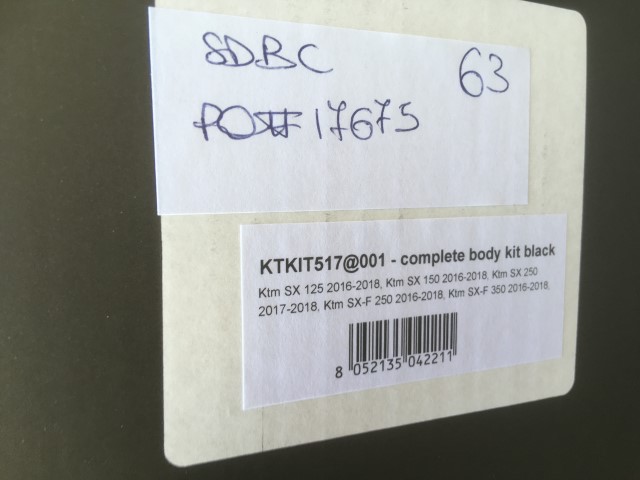 SDBC
63
PO# 17675
KTKIT517@001 - complete body kit black
Ktm SX 125 2016-2018, Ktm SX 150 2016-2018, Ktm SX 250
2017-2018, Ktm SX-F 250 2016-2018, Ktm SX-F 350 2016-2018
8 052135 042211